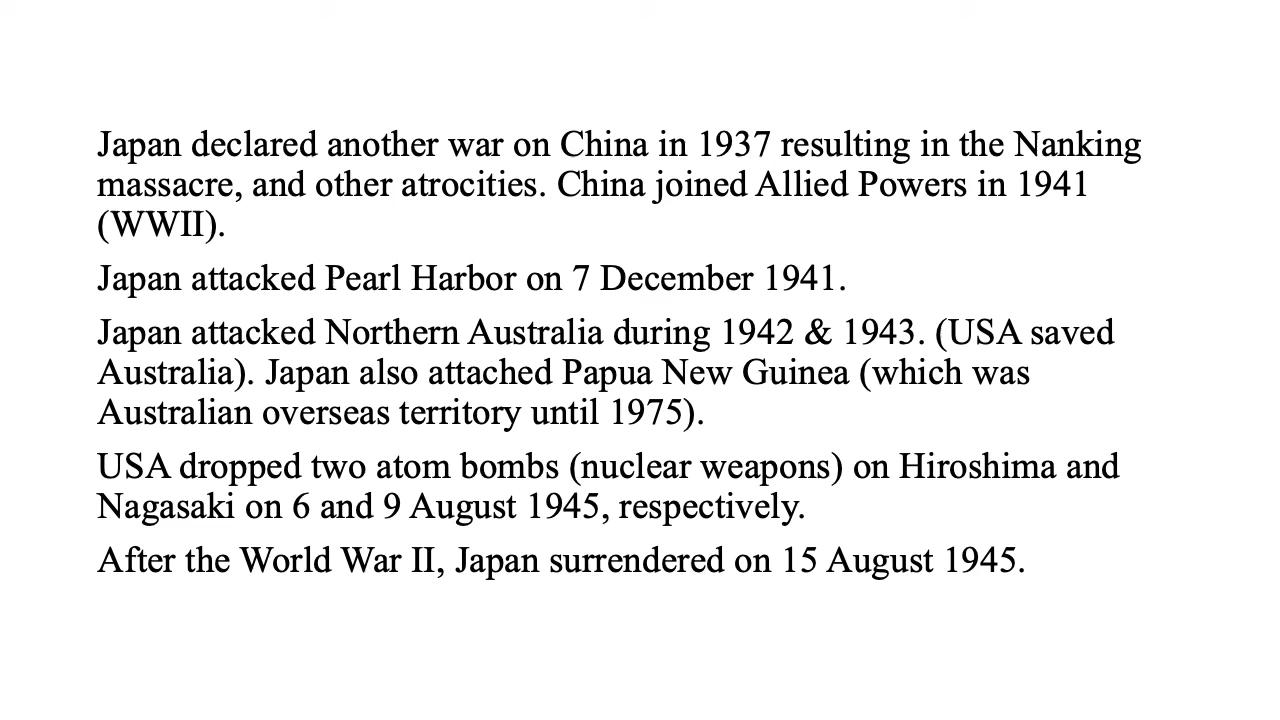 Japan declared another war on China in 1937 resulting in the Nanking
massacre, and other atrocities. China joined Allied Powers in 1941
(WWII).
Japan attacked Pearl Harbor on 7 December 1941.
Japan attacked Northern Australia during 1942 & 1943. (USA saved
Australia). Japan also attached Papua New Guinea (which was
Australian overseas territory until 1975).
USA dropped two atom bombs (nuclear weapons) on Hiroshima and
Nagasaki on 6 and 9 August 1945, respectively.
After the World War II, Japan surrendered on 15 August 1945.